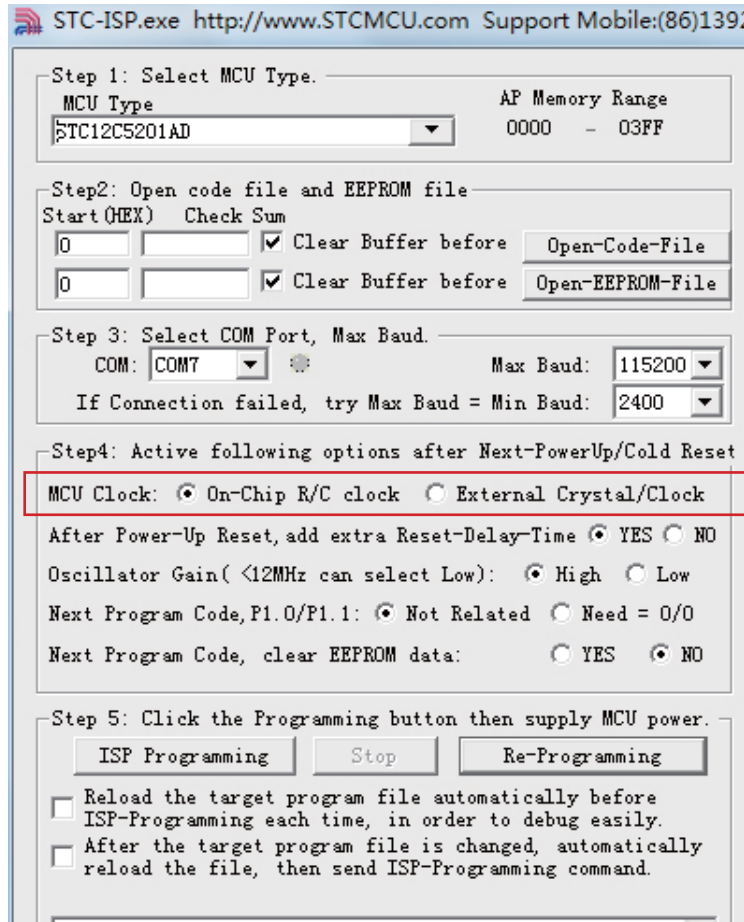 STC-ISP.exe http://www.STCMCU.com Support Mobile:(86)1392
Step 1: Select MCU Type.
MCU Type AP Memory Range
STC12C5201AD 0000 - 03FF
Step2: Open code file and EEPROM file
Start(HEX) Check Sum
0 Clear Buffer before Open-Code-File
0 Clear Buffer before Open-EEPROM-File
Step 3: Select COM Port, Max Baud.
COM: COM7 Max Baud: 115200
If Connection failed, try Max Baud = Min Baud: 2400
Step4: Active following options after Next-PowerUp/Cold Reset
MCU Clock: On-Chip R/C clock External Crystal/Clock
After Power-Up Reset, add extra Reset-Delay-Time YES NO
Oscillator Gain( <12MHz can select Low): High Low
Next Program Code, P1.0/P1.1: Not Related Need = 0/0
Next Program Code, clear EEPROM data: YES NO
Step 5: Click the Programming button then supply MCU power.
ISP Programming Stop Re-Programming
Reload the target program file automatically before
ISP-Programming each time, in order to debug easily.
After the target program file is changed, automatically
reload the file, then send ISP-Programming command.